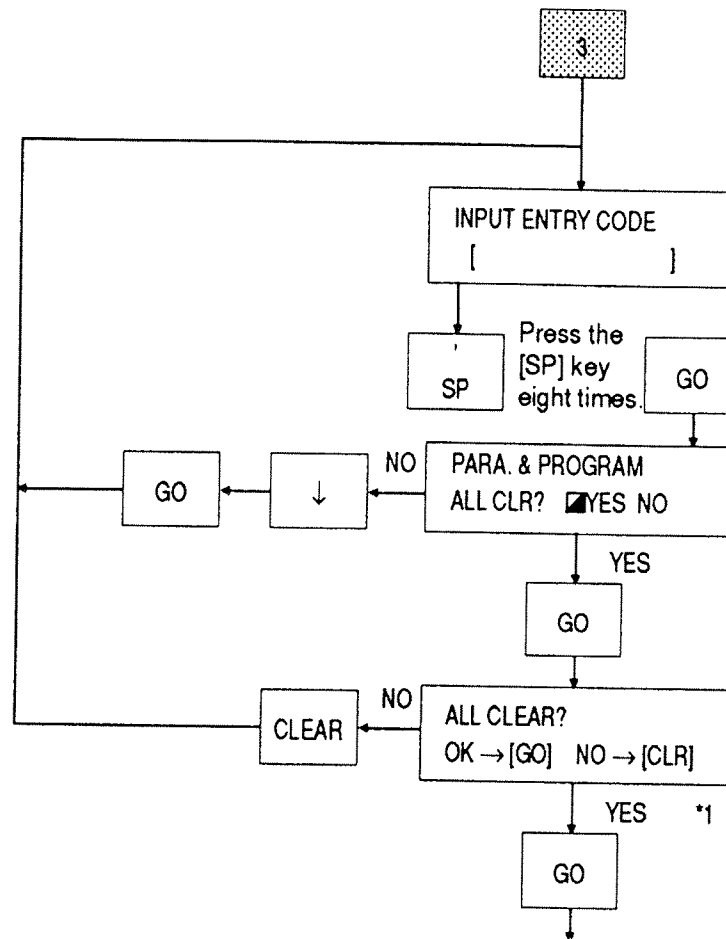 3
INPUT ENTRY CODE
[ ]
'
SP
Press the
[SP] key
eight times.
GO
GO
↓
NO
PARA. & PROGRAM
ALL CLR? YES NO
YES
GO
CLEAR
NO
ALL CLEAR?
OK → [GO] NO → [CLR]
YES *1
GO